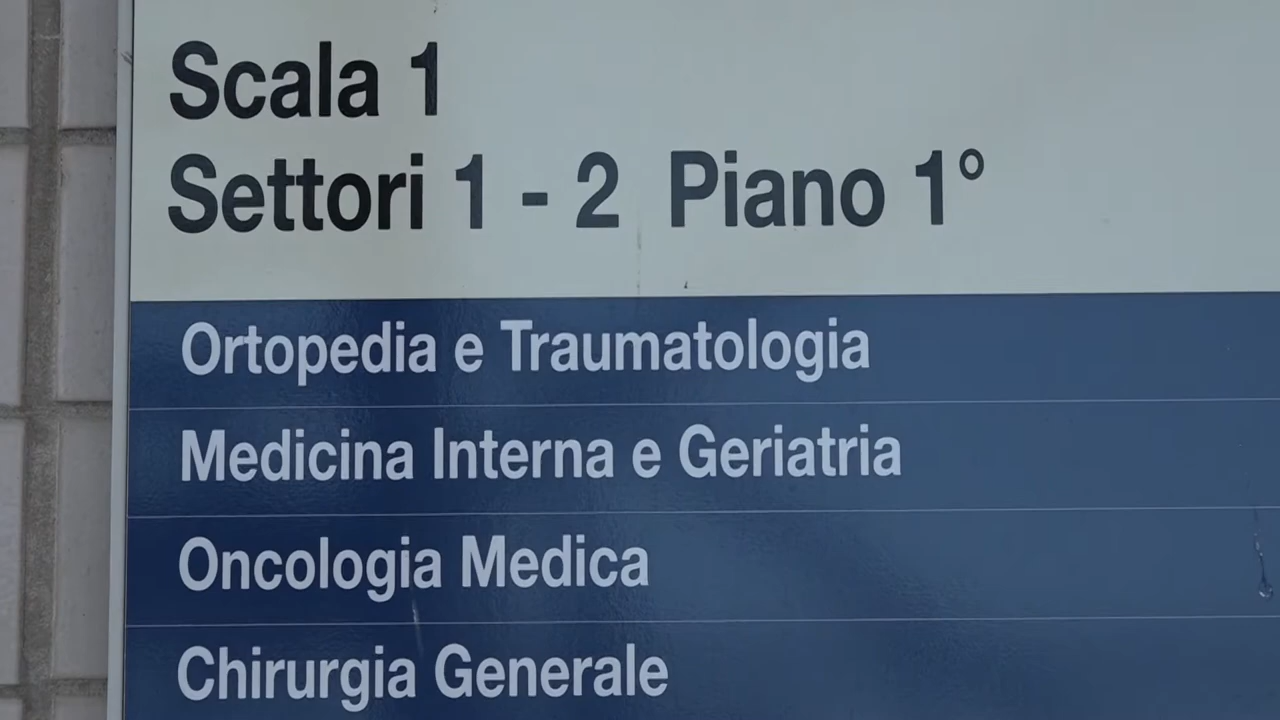 Scala 1
Settori 1 - 2 Piano 1°
Ortopedia e Traumatologia
Medicina Interna e Geriatria
Oncologia Medica
Chirurgia Generale